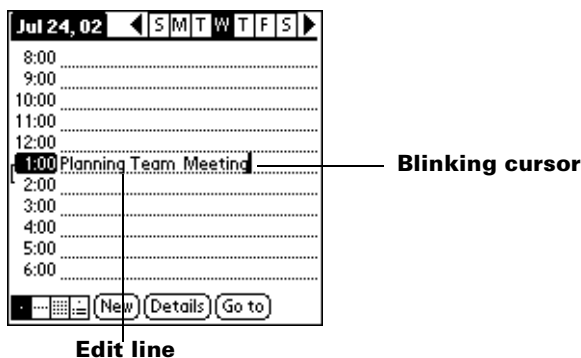 Jul 24, 02 S M T W T F S
8:00
9:00
10:00
11:00
12:00
1:00 Planning Team Meeting Blinking cursor
2:00
3:00
4:00
5:00
6:00
New Details Go to
Edit line